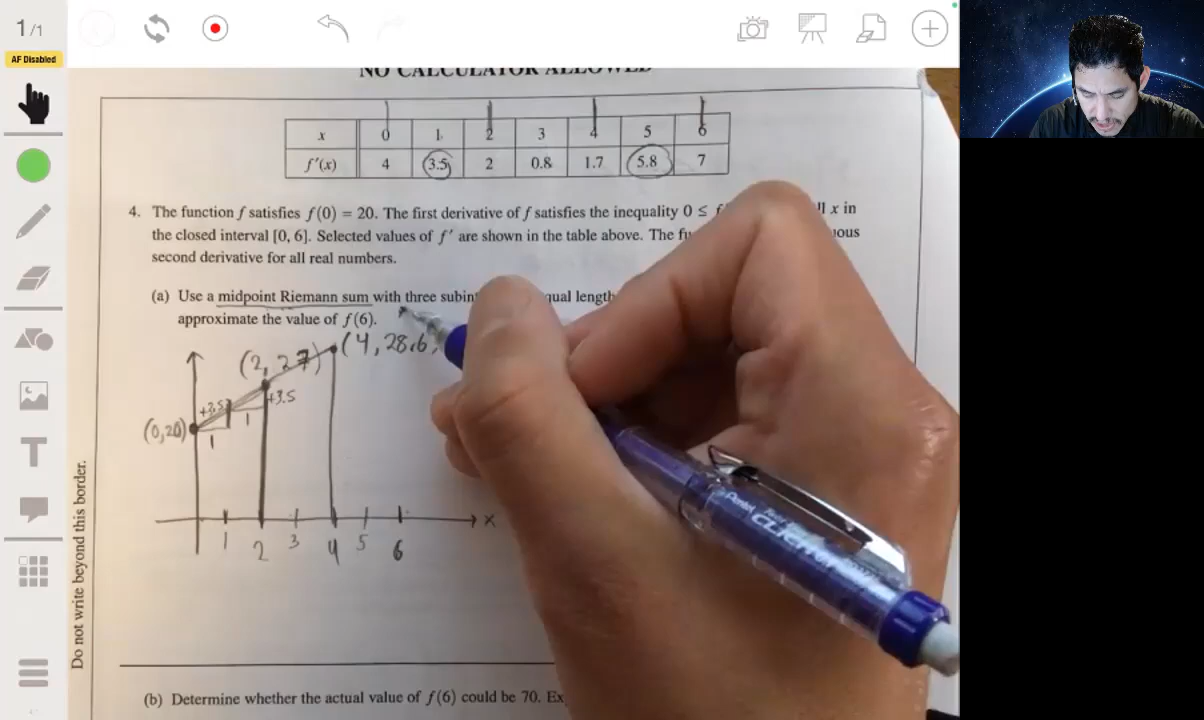 1/1
AF Disabled
NO CALCULATOR ALLOWED
x 0 1 2 3 4 5 6
f'(x) 4 3.5 2 0.8 1.7 5.8 7
4. The function f satisfies f(0) = 20. The first derivative of f satisfies the inequality 0 ≤ x in
the closed interval [0, 6]. Selected values of f' are shown in the table above. The
second derivative for all real numbers.
(a) Use a midpoint Riemann sum with three length
approximate the value of f(6).
(4, 28.6
(2, 27)
+3.5
+3.5
1
(0,20)
1
x
1 2 3 4 5 6
Do not write beyond this border.
(b) Determine whether the actual value of f(6) could be 70.
T
Pentel
CLIC